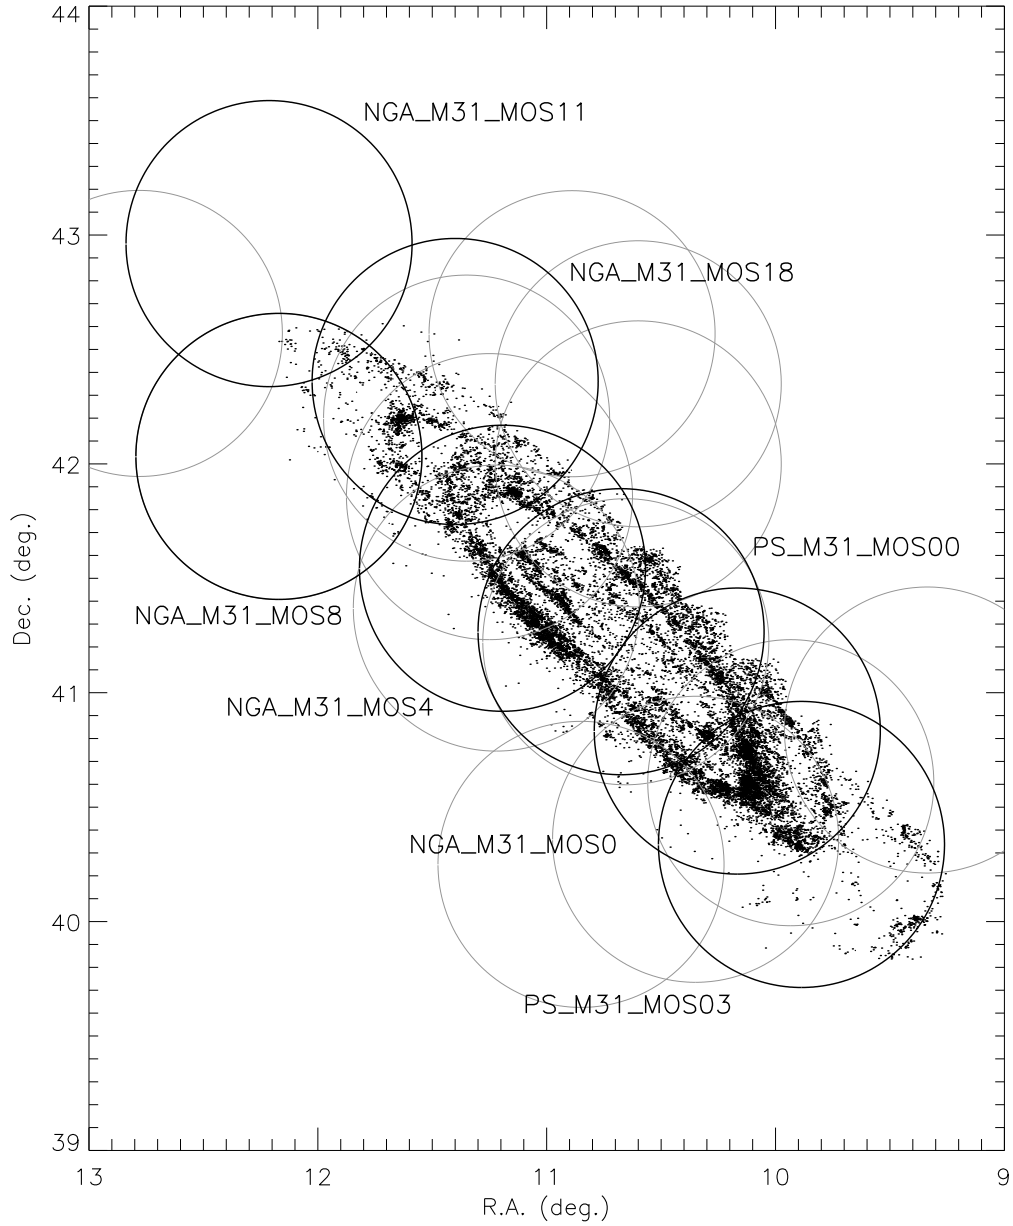 44
NGA_M31_MOS11
43
NGA_M31_MOS18
42
PS_M31_MOS00
Dec. (deg.)
NGA_M31_MOS8
41
NGA_M31_MOS4
NGA_M31_MOS0
40
PS_M31_MOS03
39
13 12 11 10 9
R.A. (deg.)